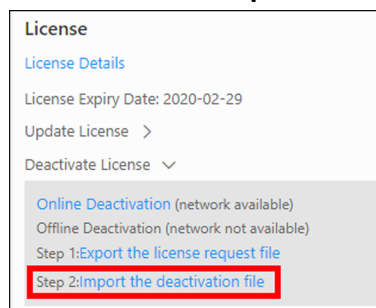 License
License Details
License Expiry Date: 2020-02-29
Update License >
Deactivate License
Online Deactivation (network available)
Offline Deactivation (network not available)
Step 1:Export the license request file
Step 2:Import the deactivation file